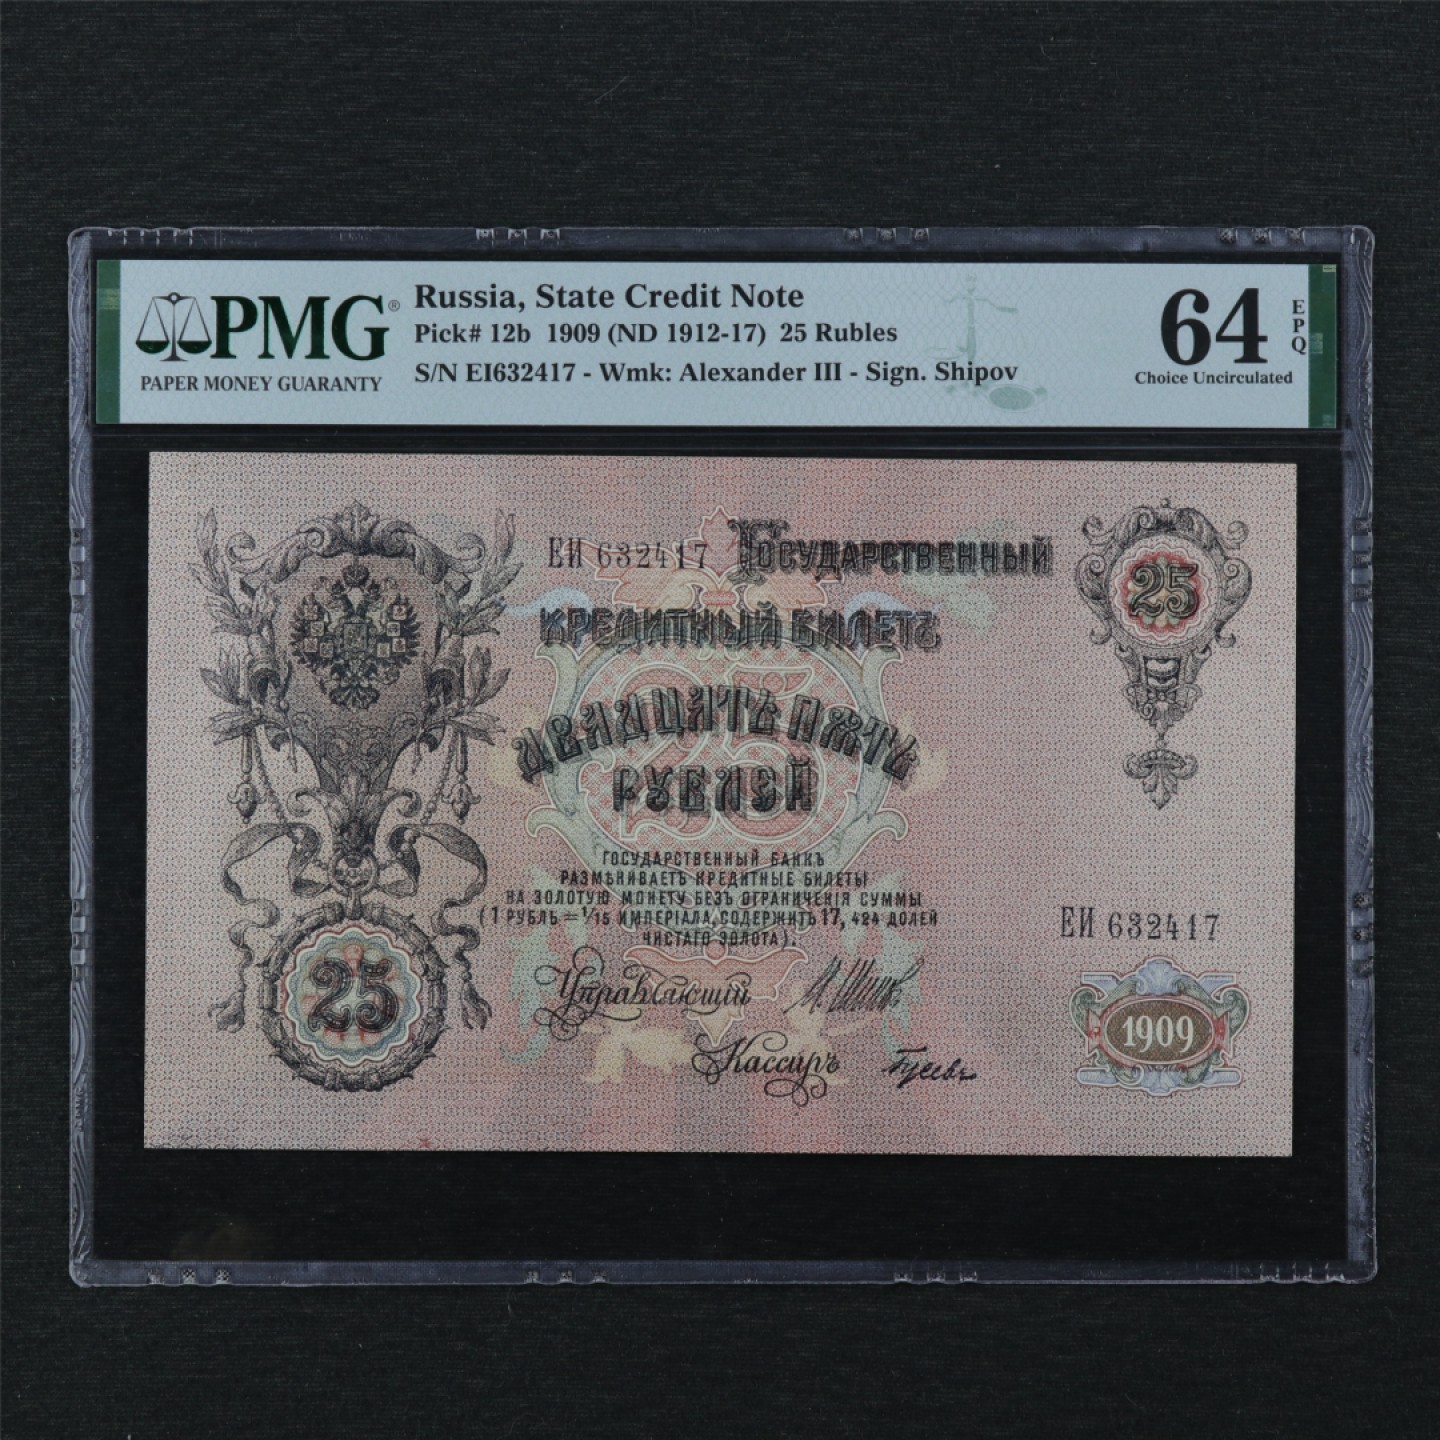 PMG®
PAPER MONEY GUARANTY
Russia, State Credit Note
Pick# 12b 1909 (ND 1912-17) 25 Rubles
S/N EI632417 - Wmk: Alexander III - Sign. Shipov
64 EPQ
Choice Uncirculated
ЕИ 632417 ГОСУДАРСТВЕННЫЙ
КРЕДИТНЫЙ БИЛЕТЪ
25
ДВАДЦАТЬ ПЯТЬ
РУБЛЕЙ
25
ГОСУДАРСТВЕННЫЙ БАНКЪ
РАЗМѢНИВАЕТЪ КРЕДИТНЫЕ БИЛЕТЫ
НА ЗОЛОТУЮ МОНЕТУ БЕЗЪ ОГРАНИЧЕНІЯ СУММЫ
(1 РУБЛЬ = 1/15 ИМПЕРІАЛА, СОДЕРЖИТЪ 17, 424 ДОЛЕЙ
ЧИСТАГО ЗОЛОТА).
ЕИ 632417
25
Управляющій
Кассиръ
1909